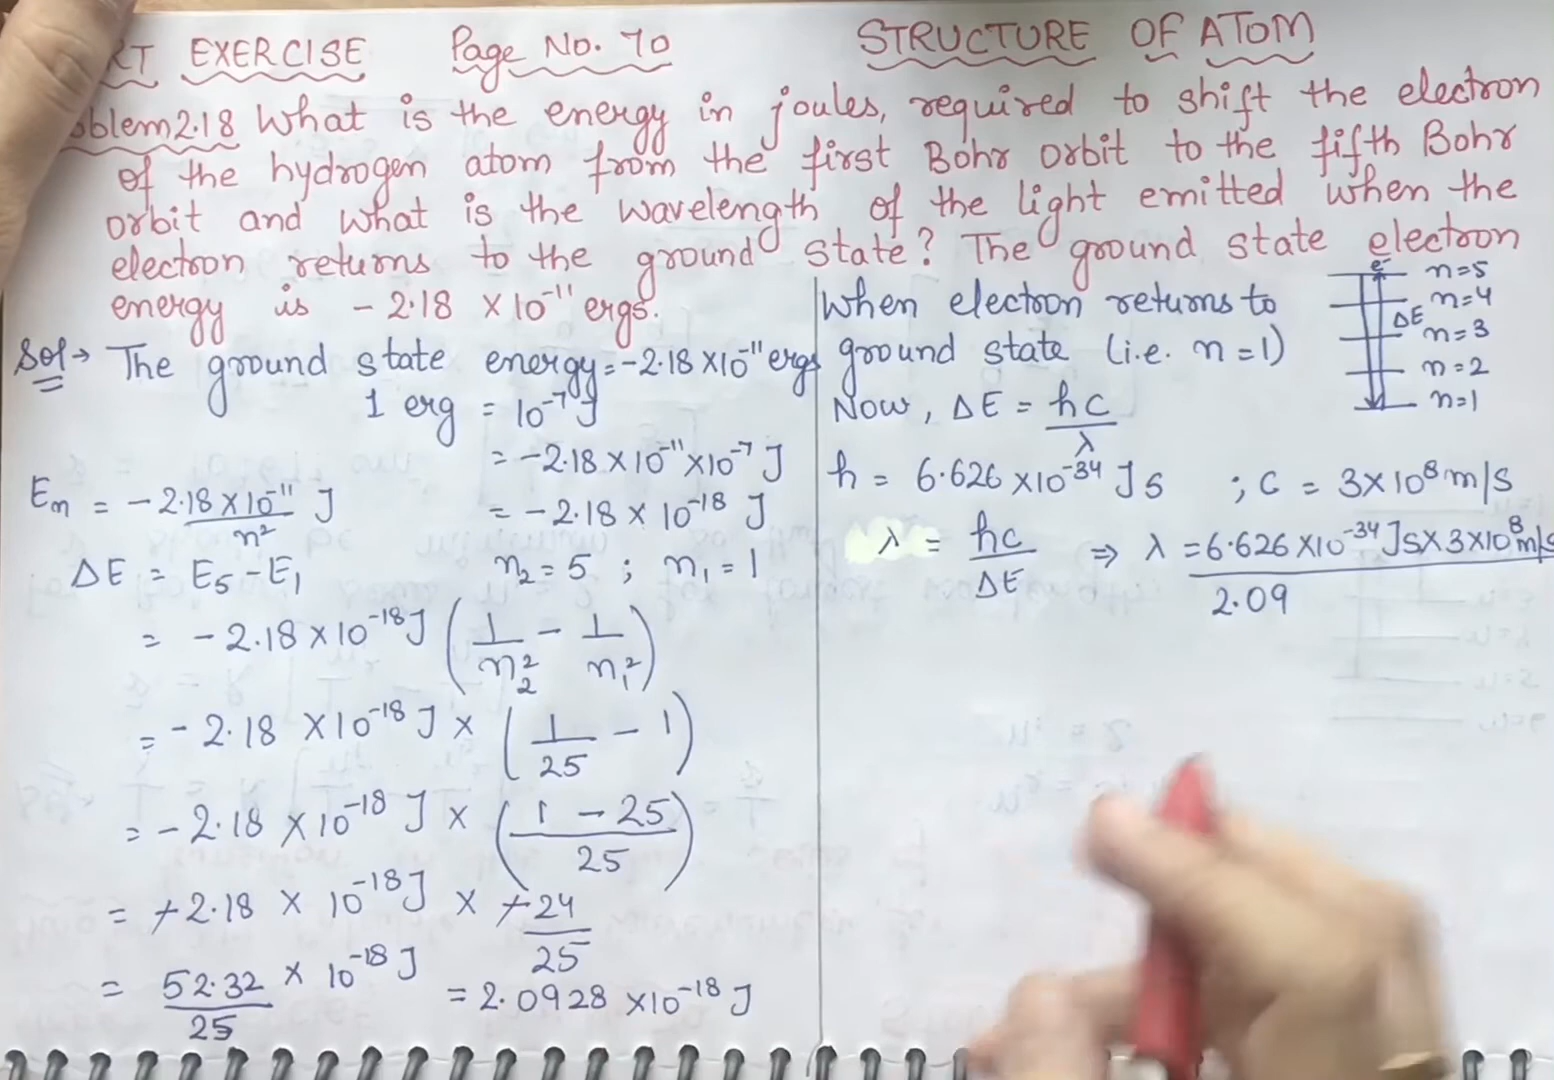 RT EXERCISE Page No. 70 STRUCTURE OF ATOM
oblem 2.18 What is the energy in joules, required to shift the electron
of the hydrogen atom from the first Bohr orbit to the fifth Bohr
orbit and what is the wavelength of the light emitted when the
electron returns to the ground state? The ground state electron
energy is - 2.18 × 10⁻¹¹ ergs.
Sol → The ground state energy = -2.18 × 10⁻¹¹ ergs
1 erg = 10⁻⁷ J
= -2.18 × 10⁻¹¹ × 10⁻⁷ J
= -2.18 × 10⁻¹⁸ J
Eₙ = -2.18 × 10⁻¹¹/n² J
ΔE = E₅ - E₁ n₂ = 5 ; n₁ = 1
= -2.18 × 10⁻¹⁸ J (1/n₂² - 1/n₁²)
= -2.18 × 10⁻¹⁸ J × (1/25 - 1)
= -2.18 × 10⁻¹⁸ J × (1 - 25/25)
= +2.18 × 10⁻¹⁸ J × +24/25
= 52.32/25 × 10⁻¹⁸ J = 2.0928 × 10⁻¹⁸ J
When electron returns to
ground state (i.e. n = 1)
e⁻ n=5
n=4
ΔE
n=3
n=2
n=1
Now, ΔE = hc/λ
h = 6.626 × 10⁻³⁴ Js ; c = 3 × 10⁸ m/s
λ = hc/ΔE ⇒ λ = 6.626 × 10⁻³⁴ Js × 3 × 10⁸ m/s/2.09